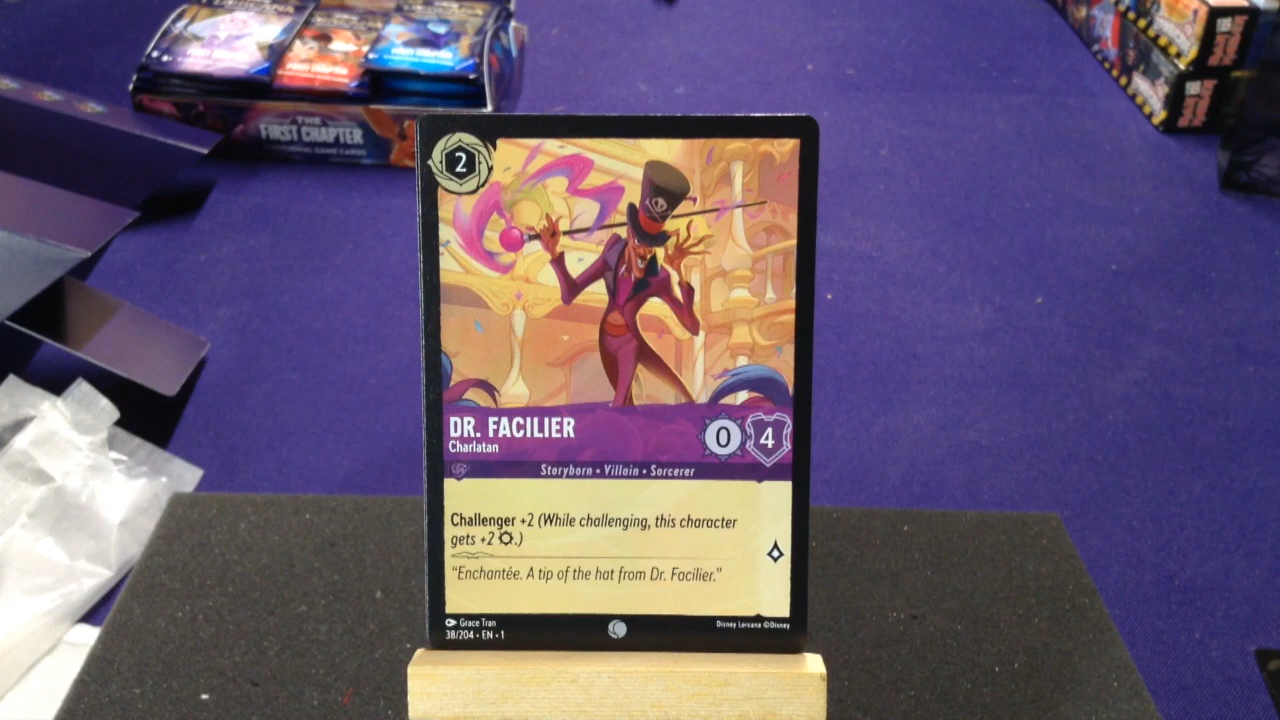 THE
FIRST CHAPTER
2
DR. FACILIER
Charlatan
0
4
Storyborn • Villain • Sorcerer
Challenger +2 (While challenging, this character
gets +2 .)
“Enchantée. A tip of the hat from Dr. Facilier.”
Grace Tran
38/204 • EN • 1
Disney Lorcana ©Disney